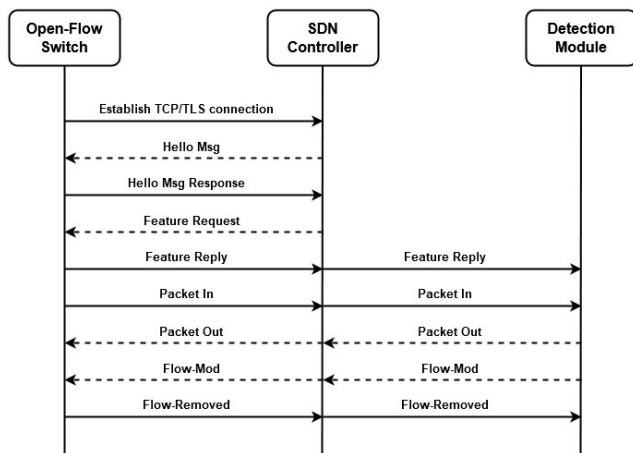 Open-Flow
Switch
SDN
Controller
Detection
Module
Establish TCP/TLS connection
Hello Msg
Hello Msg Response
Feature Request
Feature Reply
Feature Reply
Packet In
Packet In
Packet Out
Packet Out
Flow-Mod
Flow-Mod
Flow-Removed
Flow-Removed